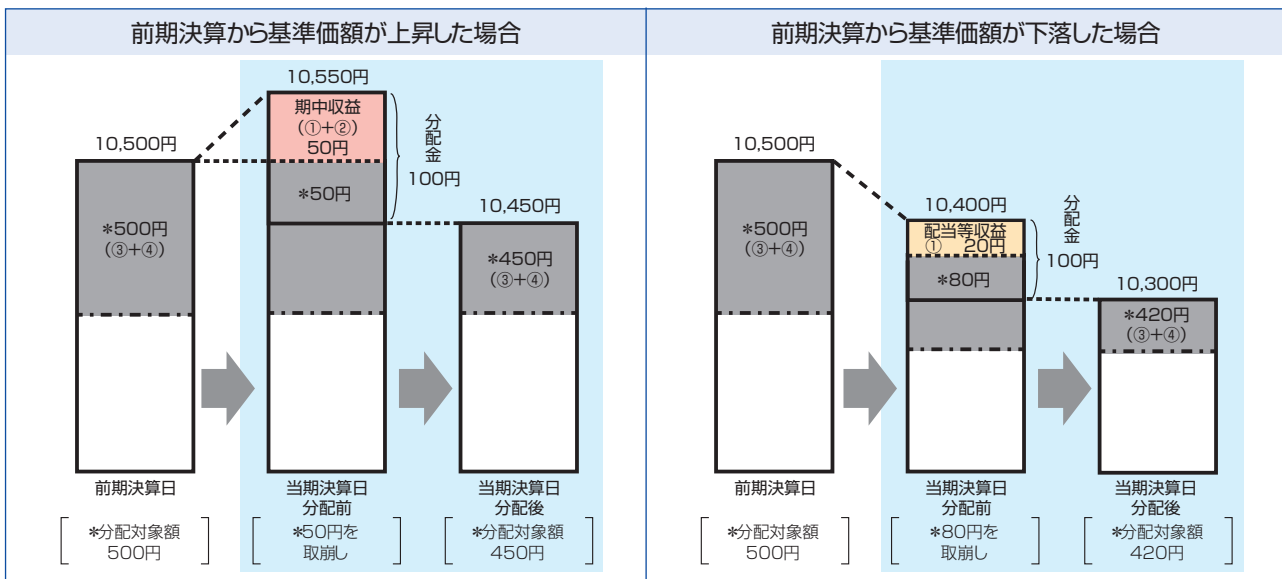 前期決算から基準価額が上昇した場合
10,500円
*500円
(③+④)
10,550円
期中収益
(①+②)
50円
*50円
分配金
100円
10,450円
*450円
(③+④)
前期決算日
当期決算日
分配前
当期決算日
分配後
*分配対象額
500円
*50円を
取崩し
*分配対象額
450円
前期決算から基準価額が下落した場合
10,500円
*500円
(③+④)
10,400円
配当等収益
① 20円
*80円
分配金
100円
10,300円
*420円
(③+④)
前期決算日
当期決算日
分配前
当期決算日
分配後
*分配対象額
500円
*80円を
取崩し
*分配対象額
420円